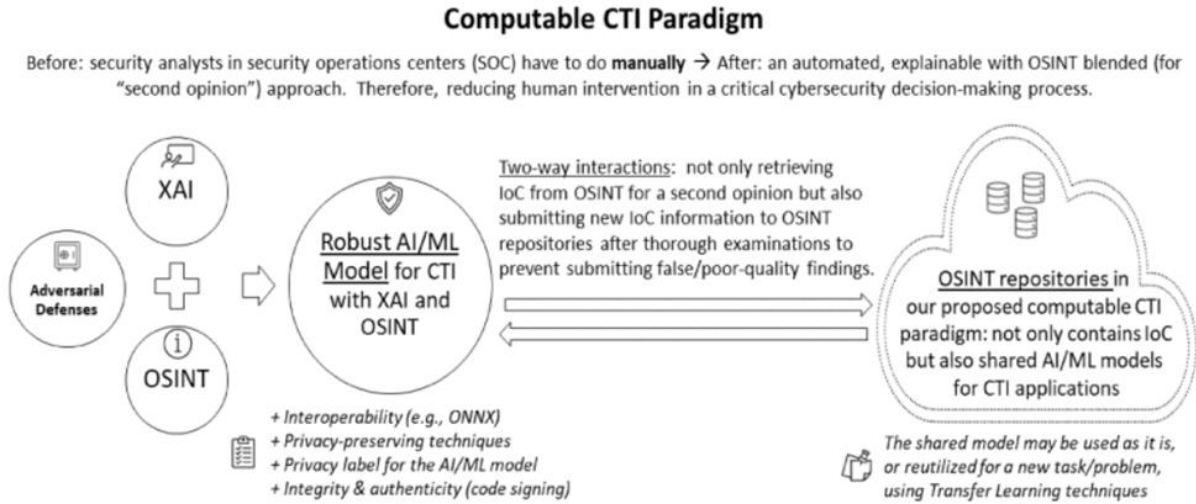 Computable CTI Paradigm
Before: security analysts in security operations centers (SOC) have to do manually → After: an automated, explainable with OSINT blended (for
“second opinion”) approach. Therefore, reducing human intervention in a critical cybersecurity decision-making process.
XAI
Adversarial
Defenses
OSINT
Robust AI/ML
Model for CTI
with XAI and
OSINT
+ Interoperability (e.g., ONNX)
+ Privacy-preserving techniques
+ Privacy label for the AI/ML model
+ Integrity & authenticity (code signing)
Two-way interactions: not only retrieving
IoC from OSINT for a second opinion but also
submitting new IoC information to OSINT
repositories after thorough examinations to
prevent submitting false/poor-quality findings.
OSINT repositories in
our proposed computable CTI
paradigm: not only contains IoC
but also shared AI/ML models
for CTI applications
The shared model may be used as it is,
or reutilized for a new task/problem,
using Transfer Learning techniques